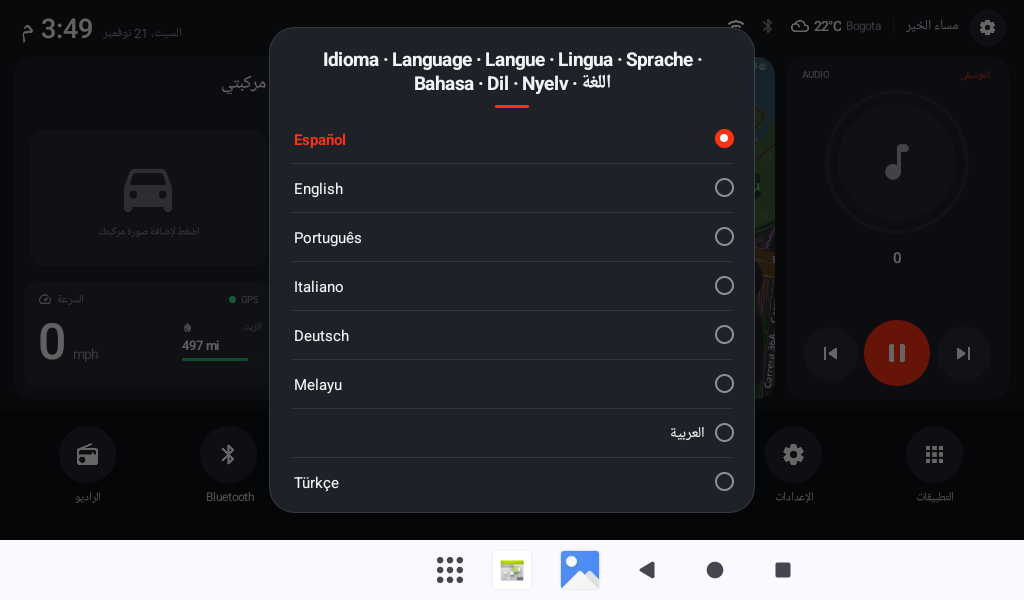 3:49 م
السبت، 21 نوفمبر
22°C Bogota
مساء الخير
Idioma · Language · Langue · Lingua · Sprache ·
Bahasa · Dil · Nyelv · اللغة
Español
English
Português
Italiano
Deutsch
Melayu
العربية
Türkçe
مركبتي
اضغط لإضافة صورة مركبتك
السرعة
GPS
0 mph
الزيت
497 mi
Carrera 36A
AUDIO
الموسيقى
0
الراديو
Bluetooth
الإعدادات
التطبيقات